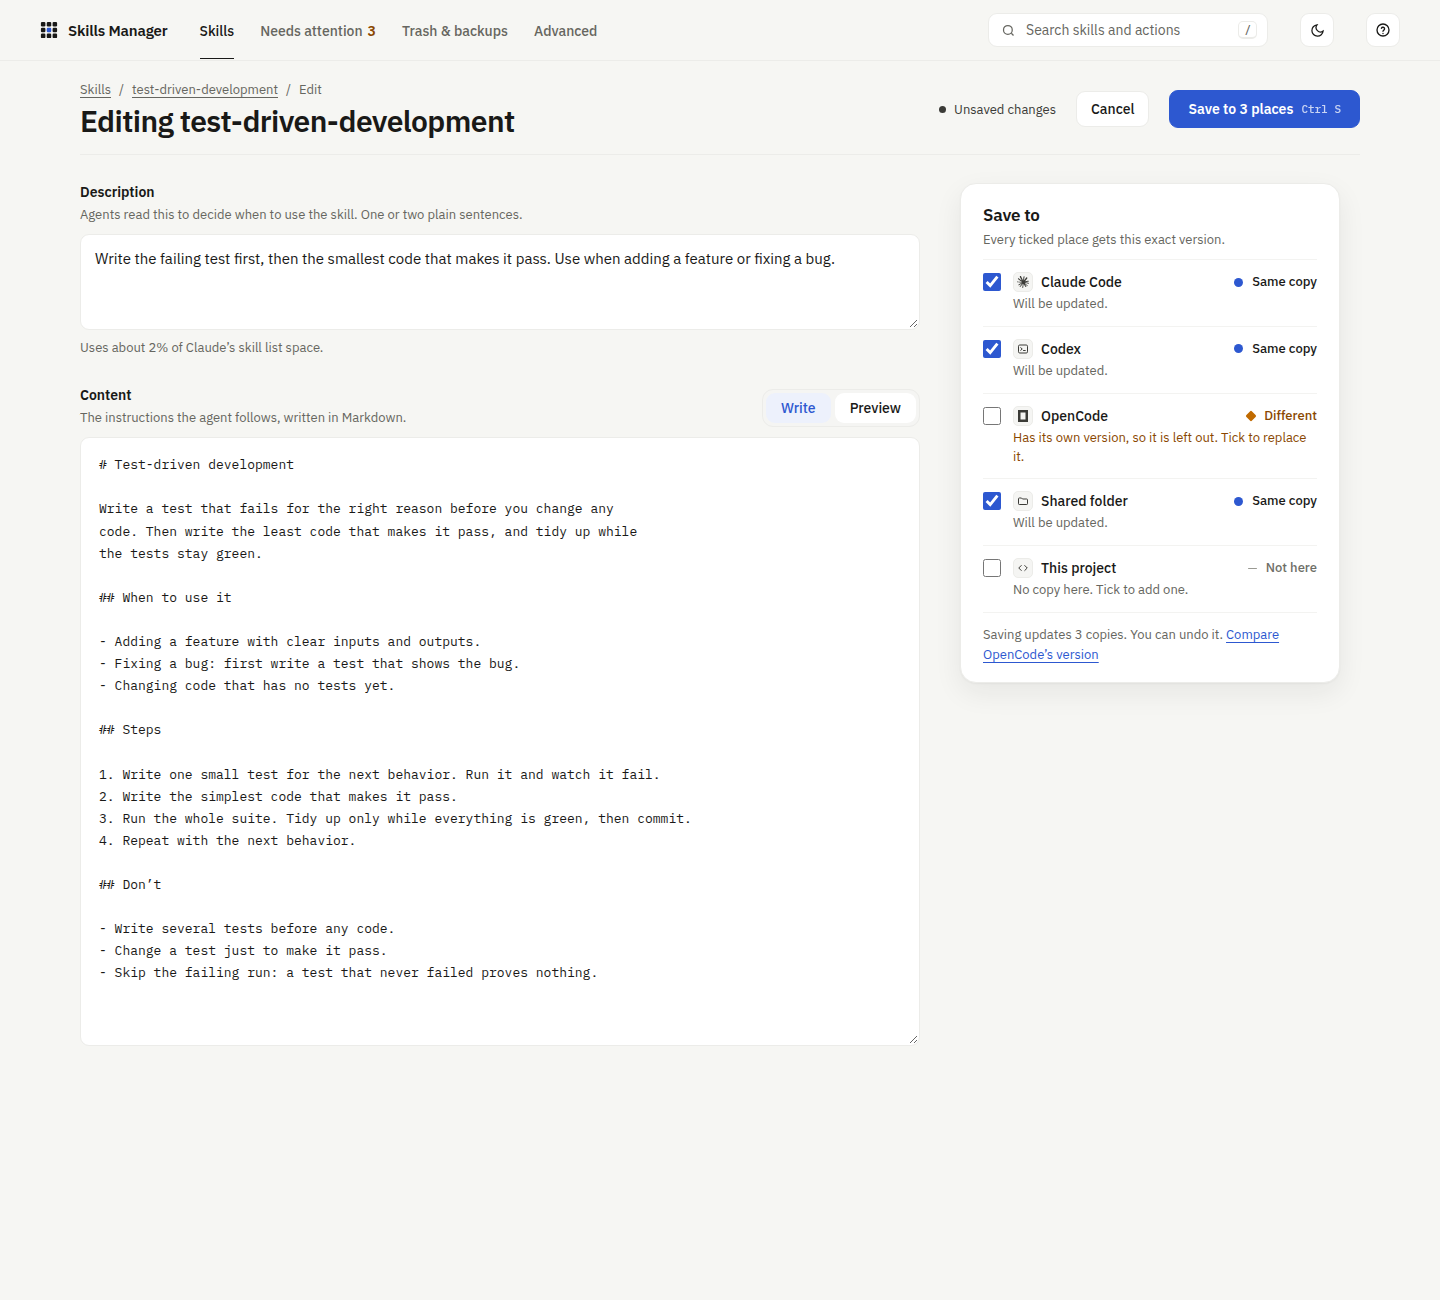 Skills Manager
Skills
Needs attention 3
Trash & backups
Advanced
Search skills and actions /
Skills / test-driven-development / Edit
Editing test-driven-development
Unsaved changes
Cancel
Save to 3 places Ctrl S
Description
Agents read this to decide when to use the skill. One or two plain sentences.
Write the failing test first, then the smallest code that makes it pass. Use when adding a feature or fixing a bug.
Uses about 2% of Claude’s skill list space.
Content
The instructions the agent follows, written in Markdown.
Write
Preview
# Test-driven development
Write a test that fails for the right reason before you change any
code. Then write the least code that makes it pass, and tidy up while
the tests stay green.
## When to use it
- Adding a feature with clear inputs and outputs.
- Fixing a bug: first write a test that shows the bug.
- Changing code that has no tests yet.
## Steps
1. Write one small test for the next behavior. Run it and watch it fail.
2. Write the simplest code that makes it pass.
3. Run the whole suite. Tidy up only while everything is green, then commit.
4. Repeat with the next behavior.
## Don’t
- Write several tests before any code.
- Change a test just to make it pass.
- Skip the failing run: a test that never failed proves nothing.
Save to
Every ticked place gets this exact version.
Claude Code
Same copy
Will be updated.
Codex
Same copy
Will be updated.
OpenCode
Different
Has its own version, so it is left out. Tick to replace
it.
Shared folder
Same copy
Will be updated.
This project
— Not here
No copy here. Tick to add one.
Saving updates 3 copies. You can undo it. Compare
OpenCode’s version